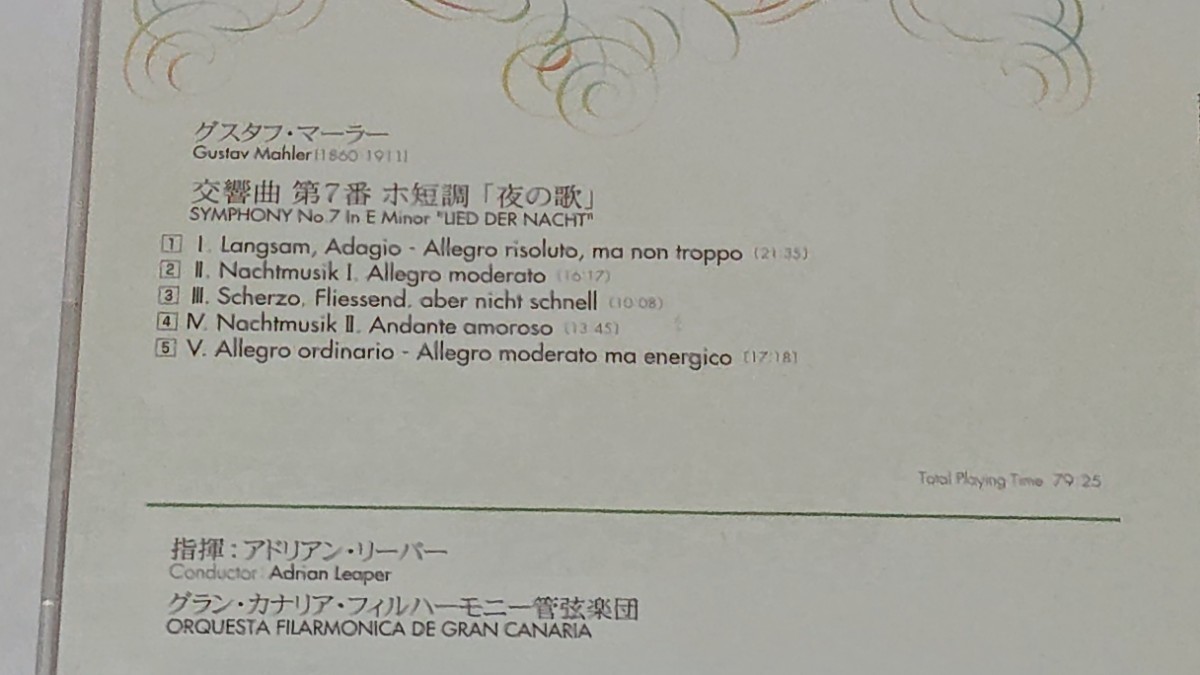 グスタフ・マーラー
Gustav Mahler [1860-1911]
交響曲 第7番 ホ短調「夜の歌」
SYMPHONY No.7 In E Minor "LIED DER NACHT"
1 Ⅰ. Langsam, Adagio - Allegro risoluto, ma non troppo [21:35]
2 Ⅱ. Nachtmusik Ⅰ. Allegro moderato [16:17]
3 Ⅲ. Scherzo, Fliessend, aber nicht schnell [10:08]
4 Ⅳ. Nachtmusik Ⅱ. Andante amoroso [13:45]
5 Ⅴ. Allegro ordinario - Allegro moderato ma energico [17:18]
Total Playing Time 79:25
指揮：アドリアン・リーパー
Conductor: Adrian Leaper
グラン・カナリア・フィルハーモニー管弦楽団
ORQUESTA FILARMONICA DE GRAN CANARIA